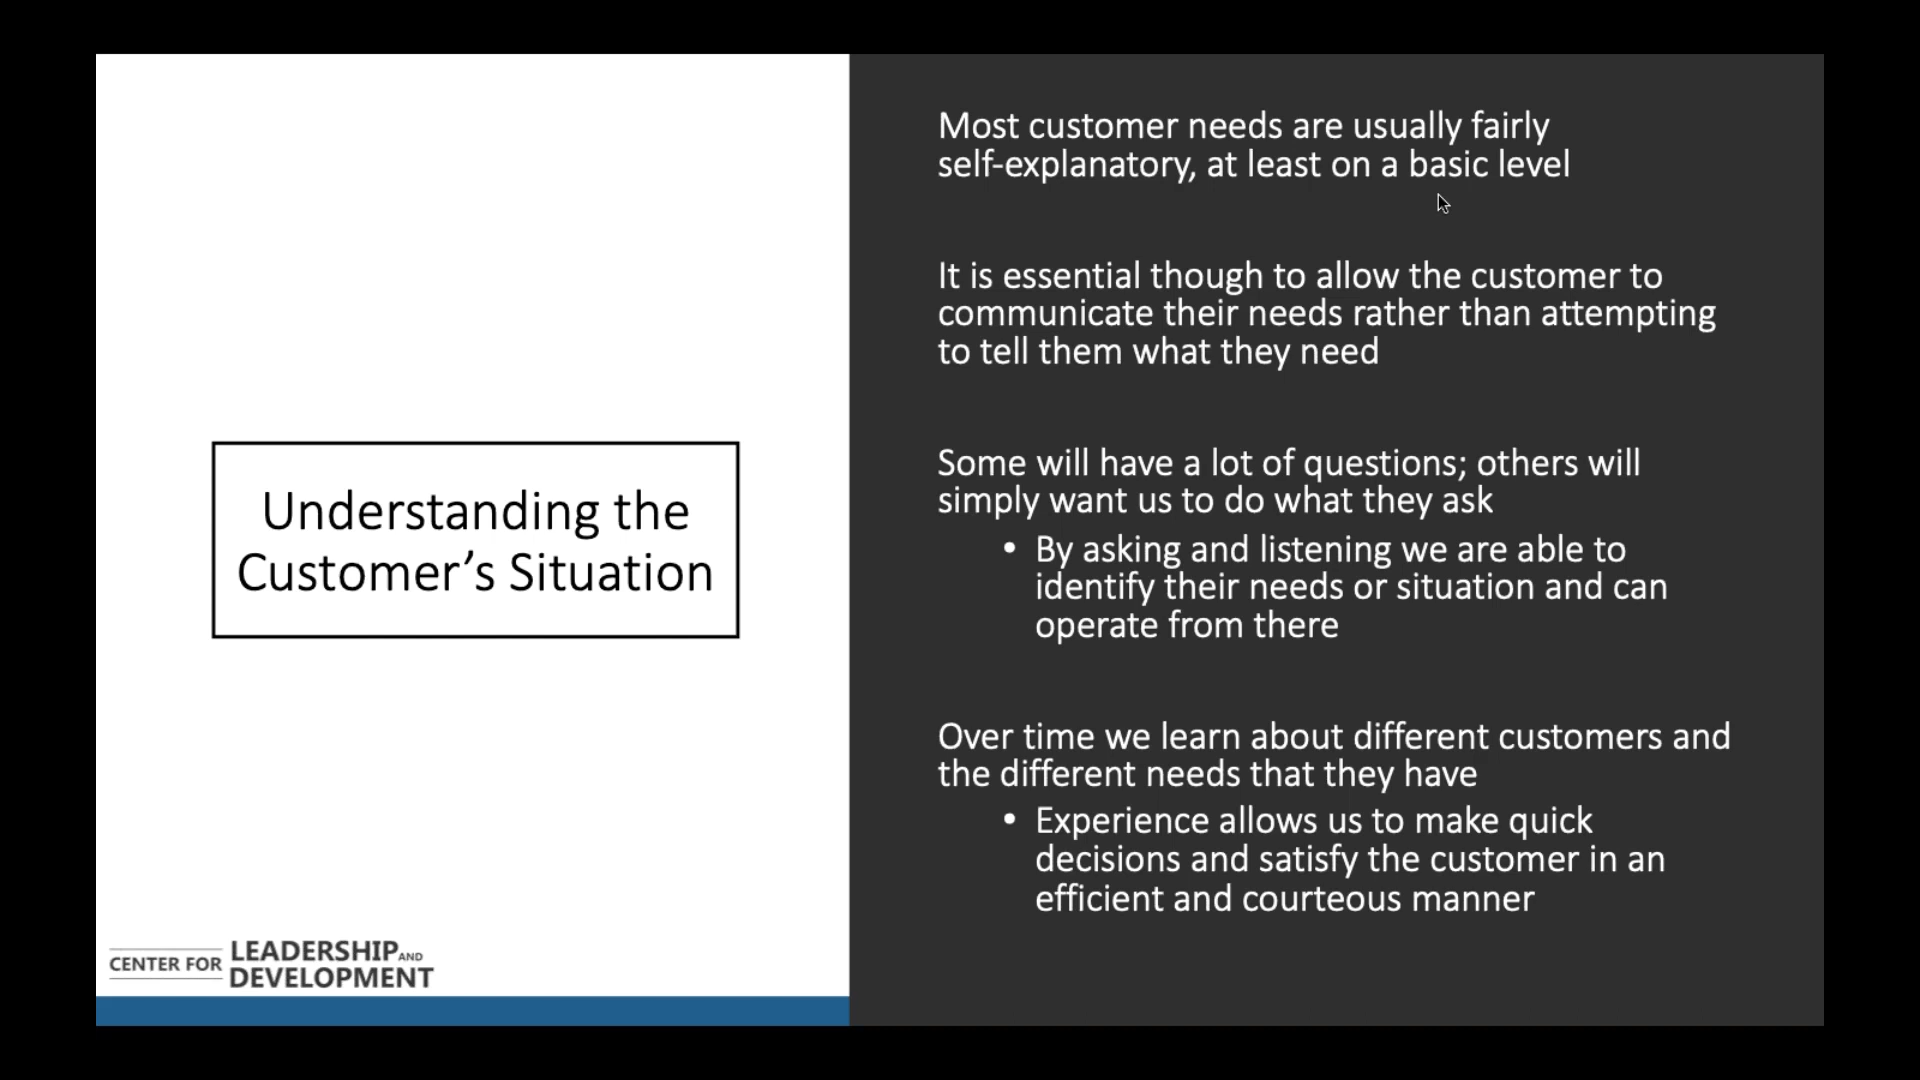 Understanding the
Customer’s Situation
CENTER FOR
LEADERSHIP AND
DEVELOPMENT
Most customer needs are usually fairly
self-explanatory, at least on a basic level
It is essential though to allow the customer to
communicate their needs rather than attempting
to tell them what they need
Some will have a lot of questions; others will
simply want us to do what they ask
• By asking and listening we are able to
identify their needs or situation and can
operate from there
Over time we learn about different customers and
the different needs that they have
• Experience allows us to make quick
decisions and satisfy the customer in an
efficient and courteous manner